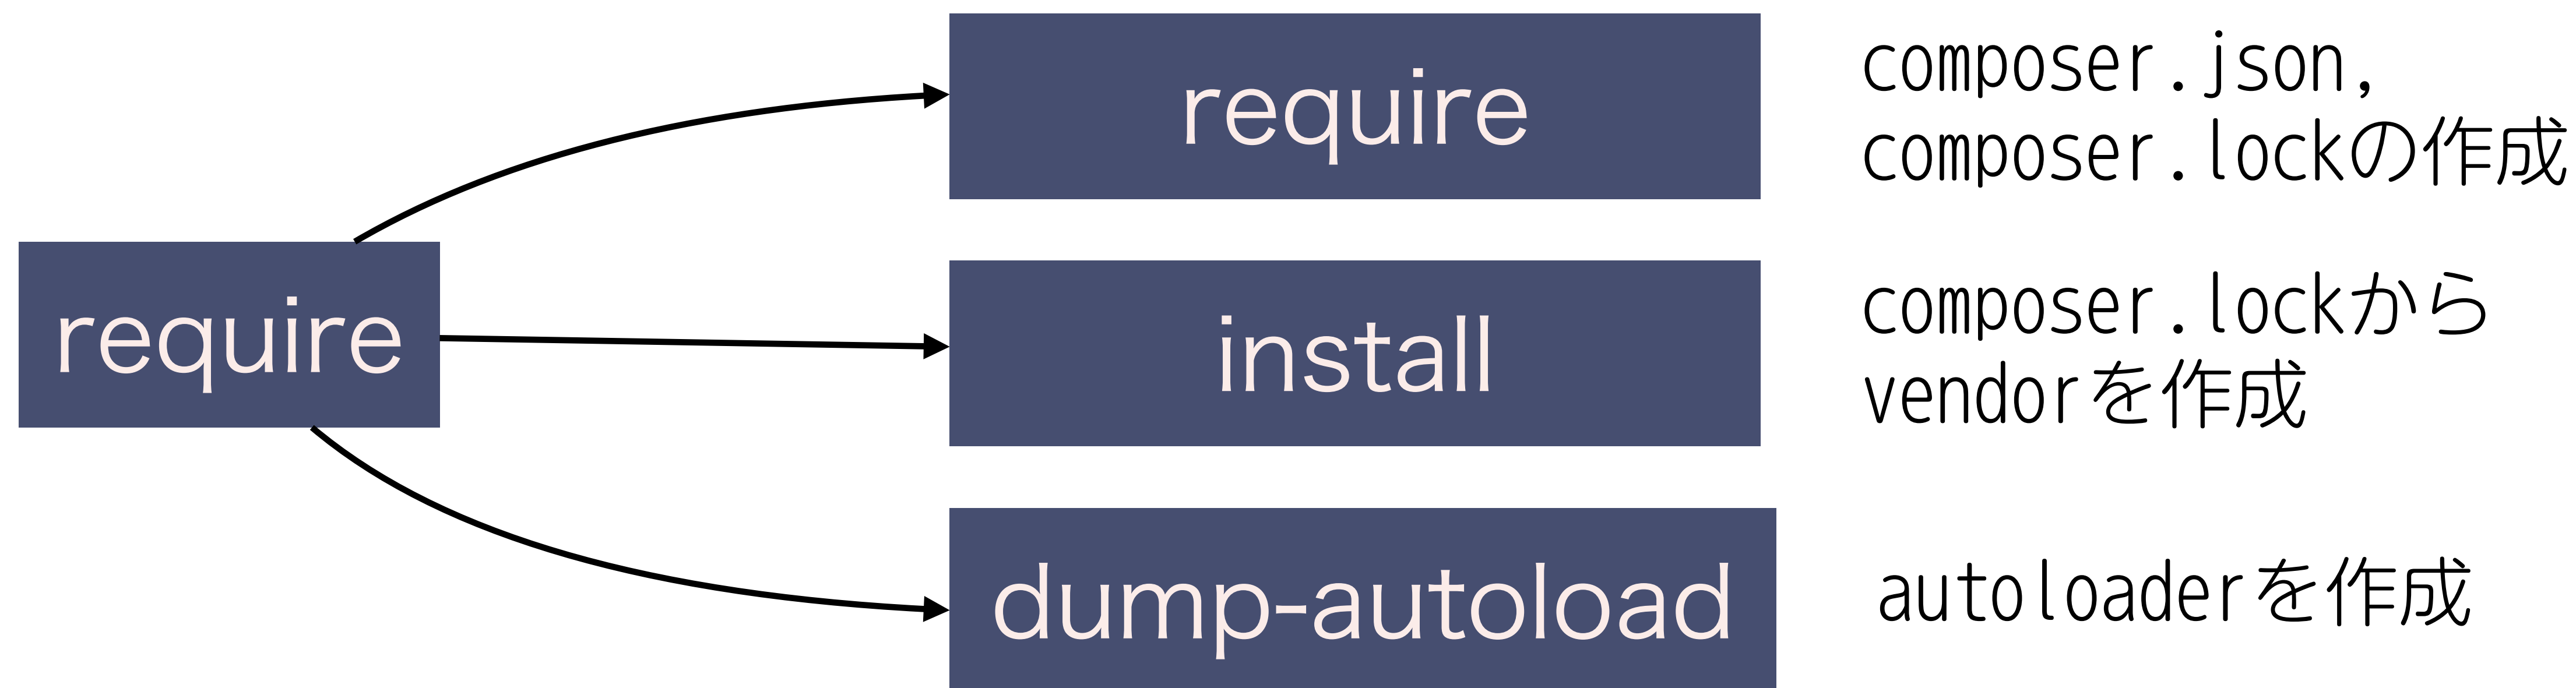 require
require
composer.json,
composer.lockの作成
install
composer.lockから
vendorを作成
dump-autoload
autoloaderを作成